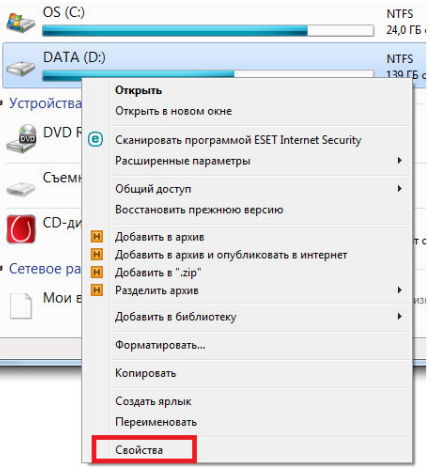 OS (C:)
NTFS
24,0 ГБ с
DATA (D:)
NTFS
139 ГБ с
Устройства
DVD R
Съемн
CD-ди
Сетевое ра
Мои в
Открыть
Открыть в новом окне
Сканировать программой ESET Internet Security
Расширенные параметры
Общий доступ
Восстановить прежнюю версию
Добавить в архив
Добавить в архив и опубликовать в интернет
Добавить в ".zip"
Разделить архив
Добавить в библиотеку
Форматировать...
Копировать
Создать ярлык
Переименовать
Свойства